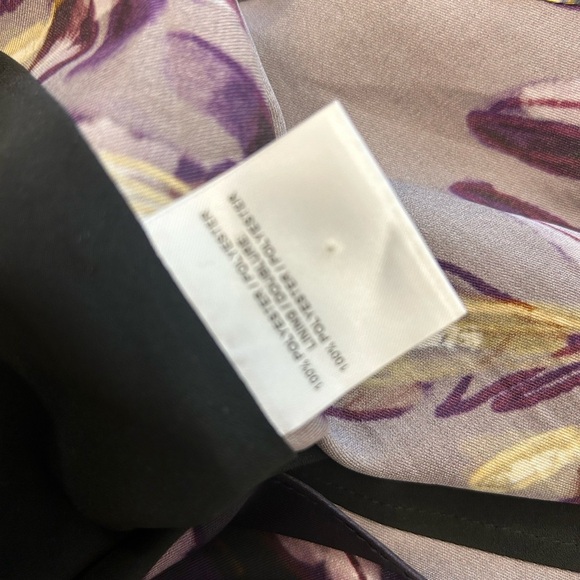 100% POLYESTER / POLYESTER
LINING / DOUBLURE:
100% POLYESTER / POLYESTER